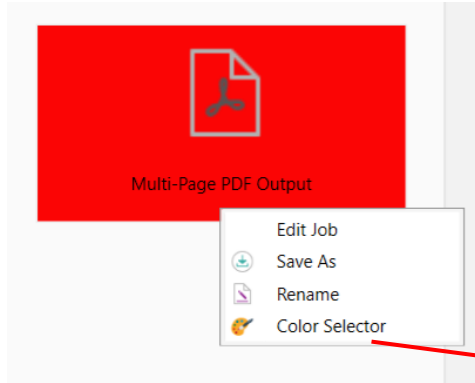 Multi-Page PDF Output
Edit Job
Save As
Rename
Color Selector